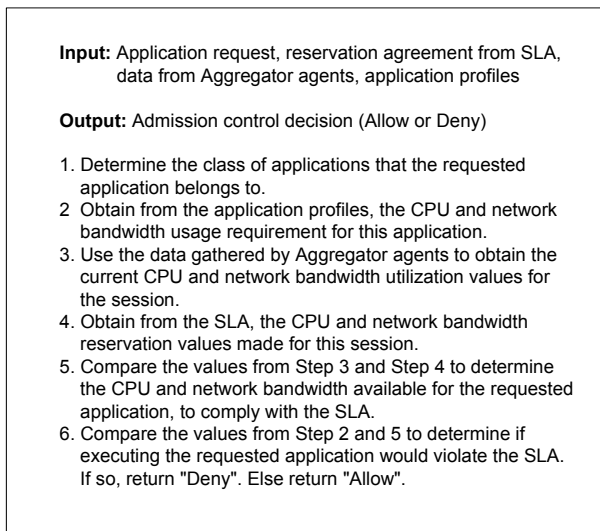 Input: Application request, reservation agreement from SLA,
data from Aggregator agents, application profiles
Output: Admission control decision (Allow or Deny)
1. Determine the class of applications that the requested
application belongs to.
2 Obtain from the application profiles, the CPU and network
bandwidth usage requirement for this application.
3. Use the data gathered by Aggregator agents to obtain the
current CPU and network bandwidth utilization values for
the session.
4. Obtain from the SLA, the CPU and network bandwidth
reservation values made for this session.
5. Compare the values from Step 3 and Step 4 to determine
the CPU and network bandwidth available for the requested
application, to comply with the SLA.
6. Compare the values from Step 2 and 5 to determine if
executing the requested application would violate the SLA.
If so, return "Deny". Else return "Allow".